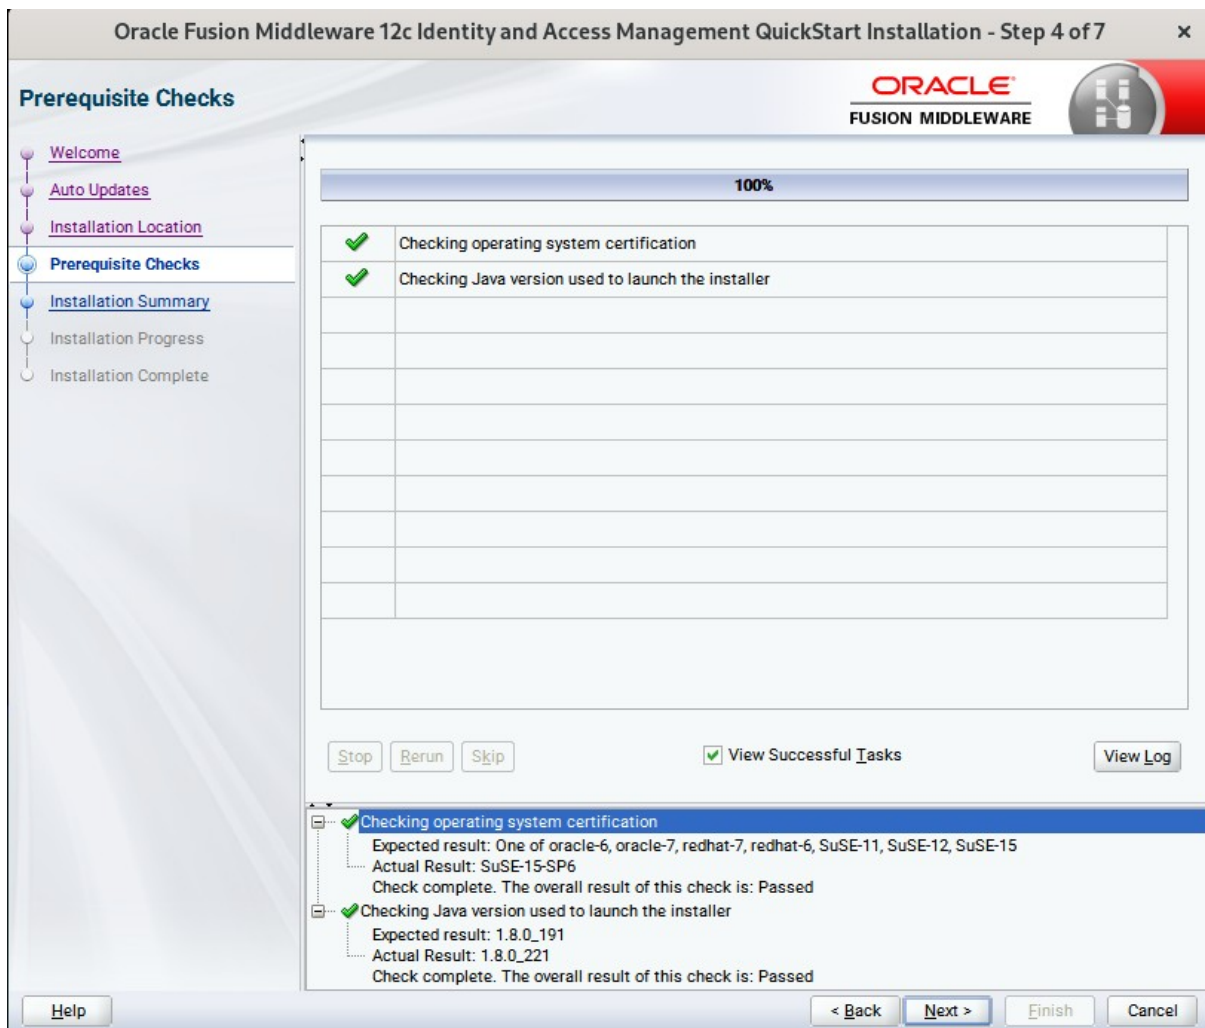 Oracle Fusion Middleware 12c Identity and Access Management QuickStart Installation - Step 4 of 7
Prerequisite Checks
ORACLE
FUSION MIDDLEWARE
Welcome
Auto Updates
Installation Location
Prerequisite Checks
Installation Summary
Installation Progress
Installation Complete
100%
Checking operating system certification
Checking Java version used to launch the installer
Stop Rerun Skip View Successful Tasks View Log
Checking operating system certification
Expected result: One of oracle-6, oracle-7, redhat-7, redhat-6, SuSE-11, SuSE-12, SuSE-15
Actual Result: SuSE-15-SP6
Check complete. The overall result of this check is: Passed
Checking Java version used to launch the installer
Expected result: 1.8.0_191
Actual Result: 1.8.0_221
Check complete. The overall result of this check is: Passed
Help < Back Next > Finish Cancel